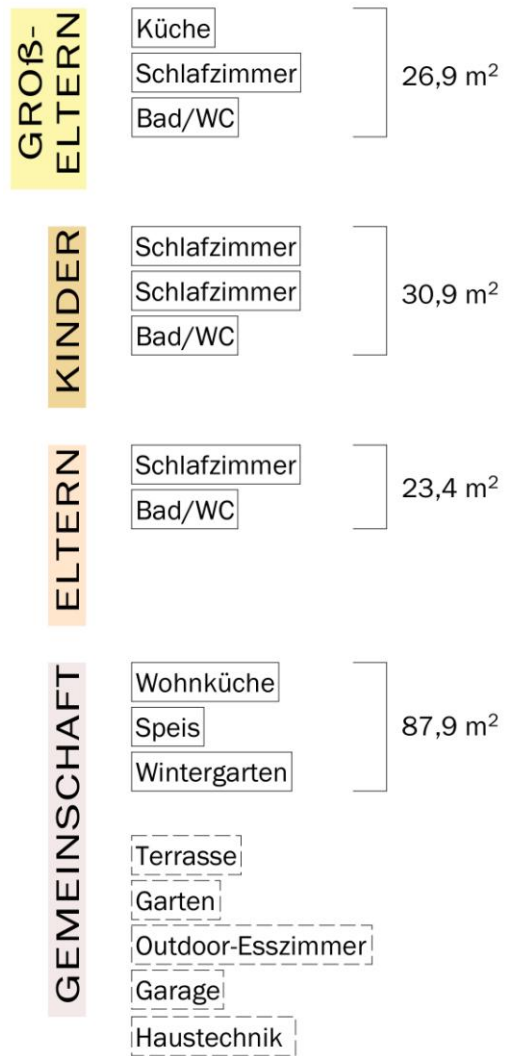 GROß-
ELTERN
Küche
Schlafzimmer
Bad/WC
26,9 m²
KINDER
Schlafzimmer
Schlafzimmer
Bad/WC
30,9 m²
ELTERN
Schlafzimmer
Bad/WC
23,4 m²
GEMEINSCHAFT
Wohnküche
Speis
Wintergarten
87,9 m²
Terrasse
Garten
Outdoor-Esszimmer
Garage
Haustechnik